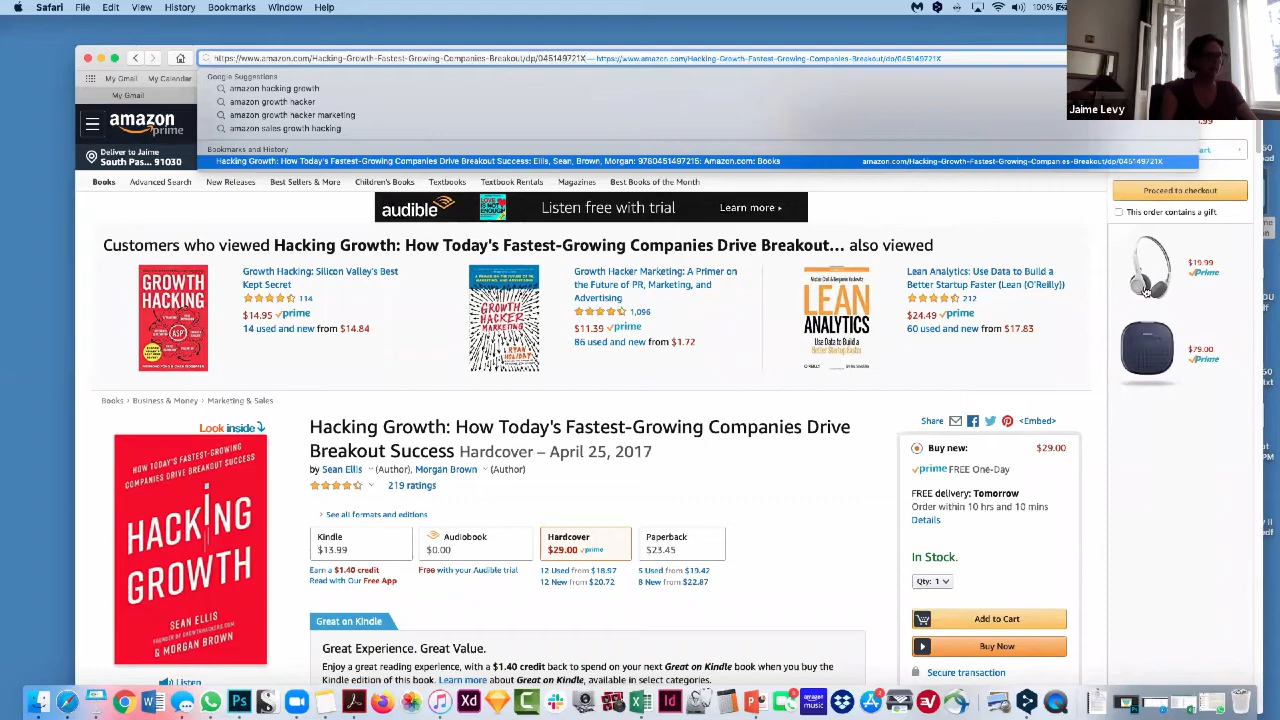 Safari File Edit View History Bookmarks Window Help 100%
https://www.amazon.com/Hacking-Growth-Fastest-Growing-Companies-Breakout/dp/045149721X — https://www.amazon.com/Hacking-Growth-Fastest-Growing-Companies-Breakout/dp/045149721X
Google Suggestions
amazon hacking growth
amazon growth hacker
amazon growth hacker marketing
amazon sales growth hacking
Bookmarks and History
Hacking Growth: How Today's Fastest-Growing Companies Drive Breakout Success: Ellis, Sean, Brown, Morgan: 9780451497215: Amazon.com: Books amazon.com/Hacking-Growth-Fastest-Growing-Companies-Breakout/dp/045149721X
My Gmail My Calendar
My Gmail
Jaime Levy
amazon
prime
Deliver to Jaime
South Pas... 91030
Books Advanced Search New Releases Best Sellers & More Children's Books Textbooks Textbook Rentals Magazines Best Books of the Month
audible Listen free with trial Learn more
Proceed to checkout
This order contains a gift
Customers who viewed Hacking Growth: How Today's Fastest-Growing Companies Drive Breakout... also viewed
GROWTH
HACKING
Growth Hacking: Silicon Valley's Best
Kept Secret
114
$14.95 prime
14 used and new from $14.84
GROWTH
HACKER
MARKETING
RYAN HOLIDAY
Growth Hacker Marketing: A Primer on
the Future of PR, Marketing, and
Advertising
1,096
$11.39 prime
86 used and new from $1.72
LEAN
ANALYTICS
Use Data to Build a
Better Startup Faster
O'REILLY
Lean Analytics: Use Data to Build a
Better Startup Faster (Lean (O'Reilly))
212
$24.49 prime
60 used and new from $17.83
$19.99
prime
$79.00
prime
Books › Business & Money › Marketing & Sales
Look inside
HOW TODAY'S FASTEST-GROWING
COMPANIES DRIVE BREAKOUT SUCCESS
HACKING
GROWTH
SEAN ELLIS
FOUNDER OF GROWTHHACKERS.COM
& MORGAN BROWN
Listen
Hacking Growth: How Today's Fastest-Growing Companies Drive
Breakout Success Hardcover – April 25, 2017
by Sean Ellis (Author), Morgan Brown (Author)
219 ratings
See all formats and editions
Kindle
$13.99
Audiobook
$0.00
Hardcover
$29.00 prime
Paperback
$23.45
Earn a $1.40 credit
Read with Our Free App
Free with your Audible trial
12 Used from $18.97
12 New from $20.72
5 Used from $19.42
8 New from $22.87
Great on Kindle
Great Experience. Great Value.
Enjoy a great reading experience, with a $1.40 credit back to spend on your next Great on Kindle book when you buy the
Kindle edition of this book. Learn more about Great on Kindle, available in select categories.
Share <Embed>
Buy new: $29.00
prime FREE One-Day
FREE delivery: Tomorrow
Order within 10 hrs and 10 mins
Details
In Stock.
Qty: 1
Add to Cart
Buy Now
Secure transaction